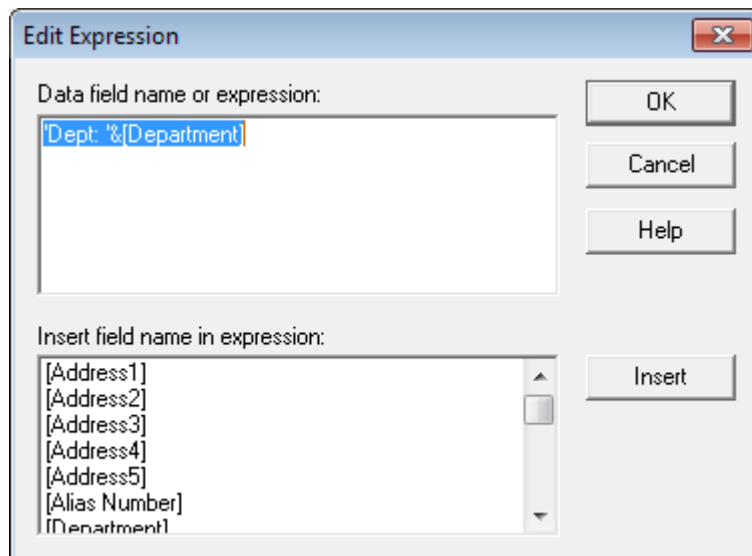 Edit Expression
Data field name or expression:
'Dept: '&[Department]
OK
Cancel
Help
Insert field name in expression:
[Address1]
[Address2]
[Address3]
[Address4]
[Address5]
[Alias Number]
[Department]
Insert